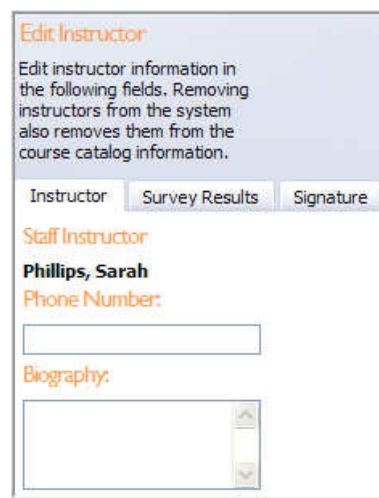 Edit Instructor
Edit instructor information in
the following fields. Removing
instructors from the system
also removes them from the
course catalog information.
Instructor Survey Results Signature
Staff Instructor
Phillips, Sarah
Phone Number:
Biography: